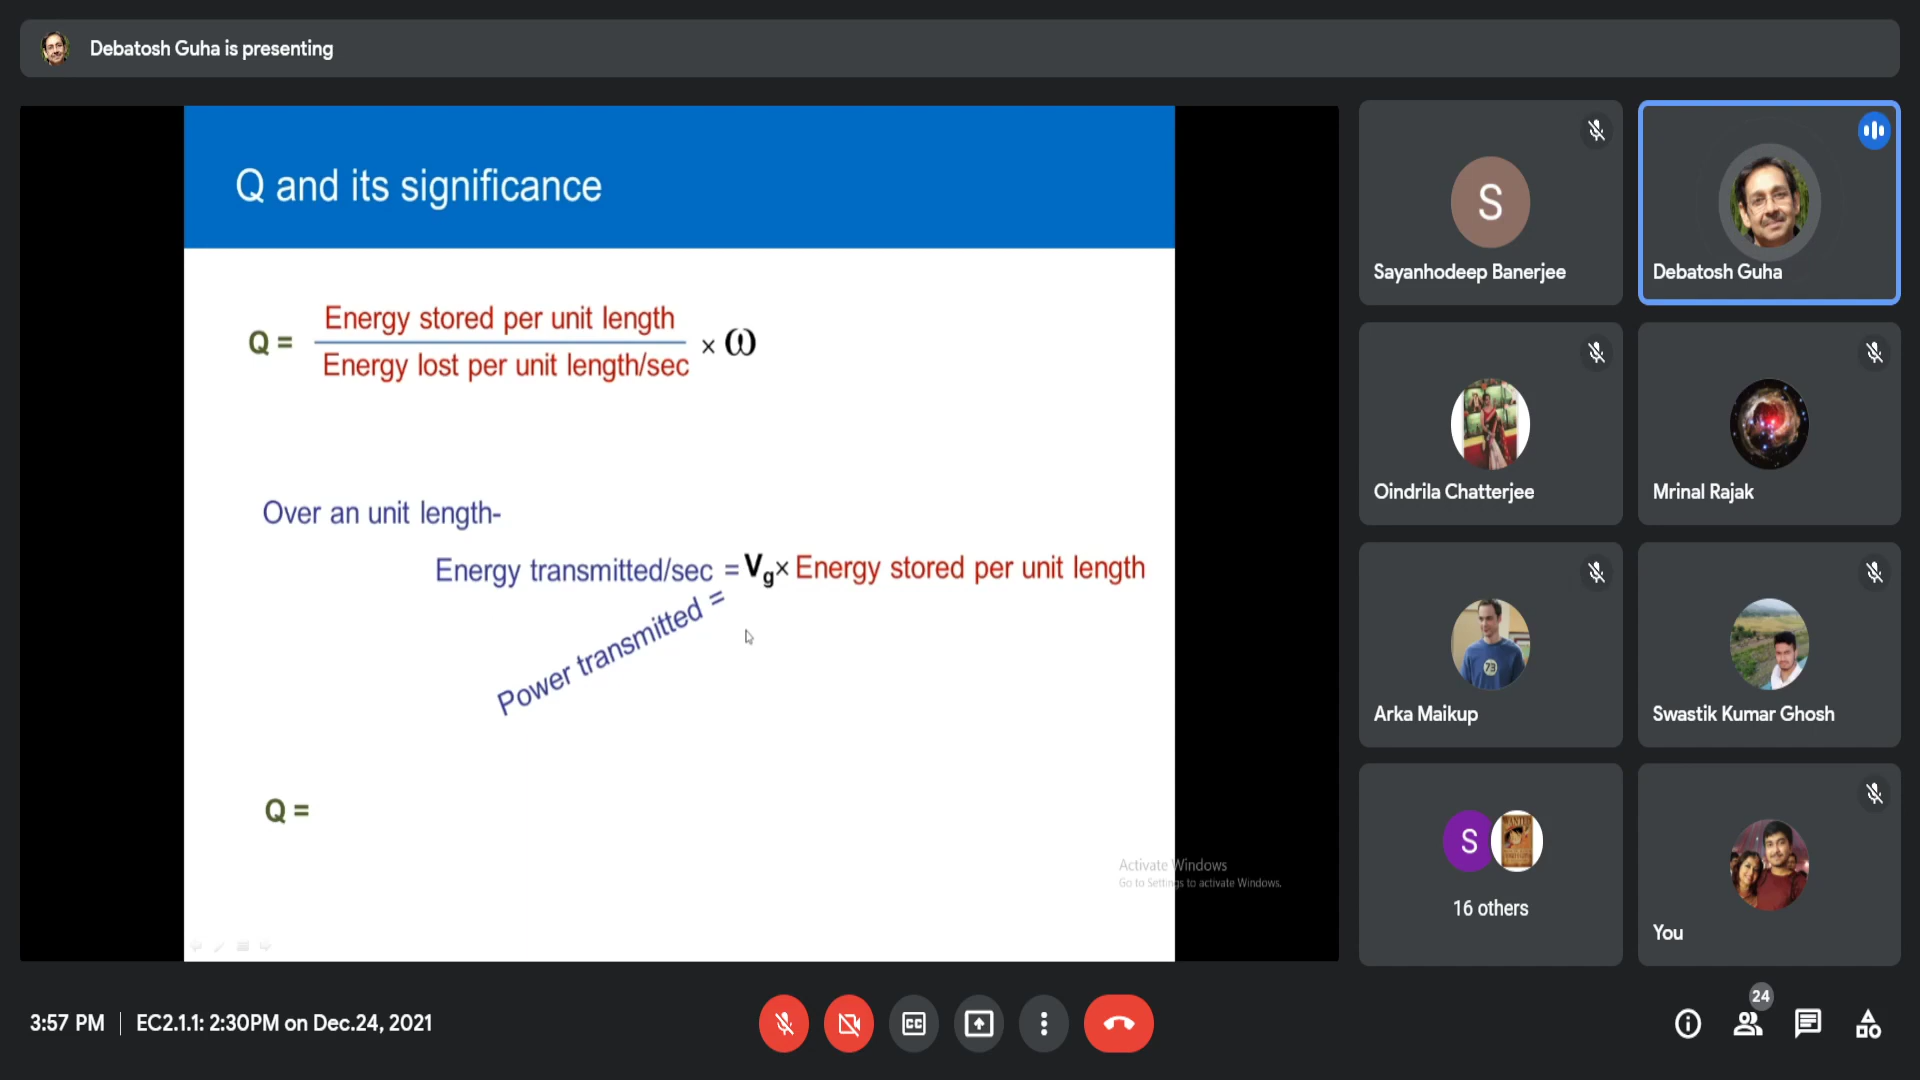 Debatosh Guha is presenting
Q and its significance
Q = Energy stored per unit length
Energy lost per unit length/sec × ω
Over an unit length-
Energy transmitted/sec = Vg× Energy stored per unit length
Power transmitted =
Q =
Activate Windows
Go to Settings to activate Windows.
S
Sayanhodeep Banerjee
Debatosh Guha
Oindrila Chatterjee
Mrinal Rajak
73
Arka Maikup
Swastik Kumar Ghosh
S
16 others
You
3:57 PM | EC2.1.1: 2:30PM on Dec.24, 2021
CC
24